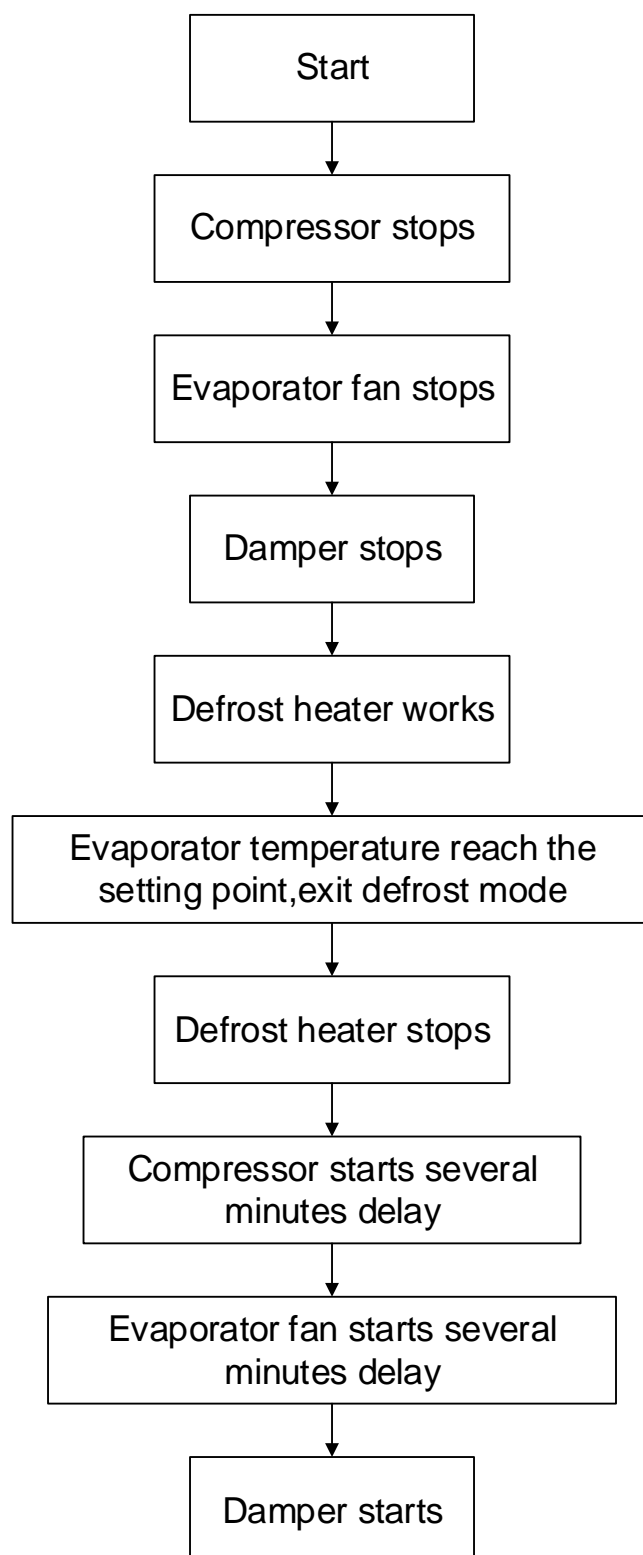 Start
Compressor stops
Evaporator fan stops
Damper stops
Defrost heater works
Evaporator temperature reach the
setting point,exit defrost mode
Defrost heater stops
Compressor starts several
minutes delay
Evaporator fan starts several
minutes delay
Damper starts